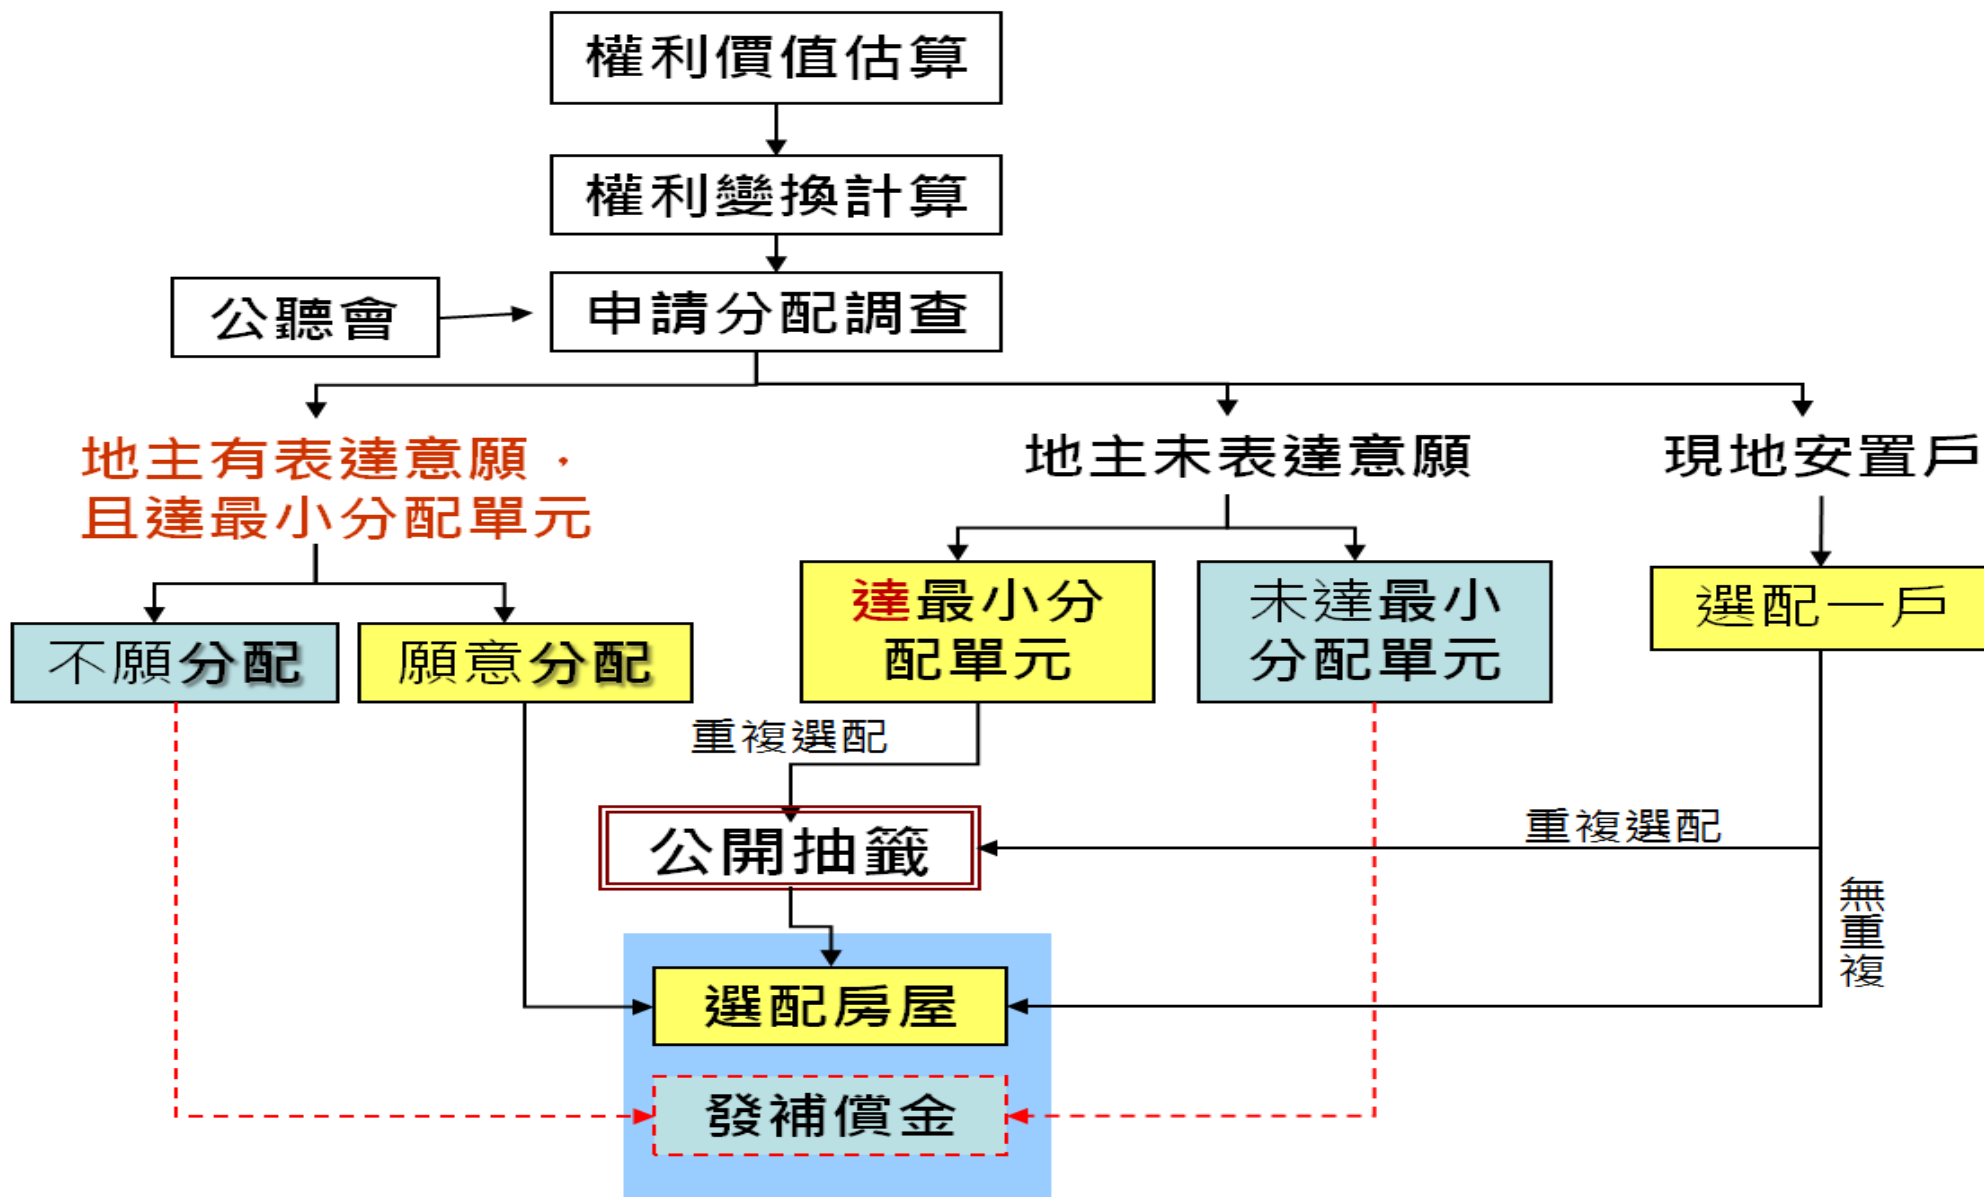 權利價值估算
權利變換計算
公聽會
申請分配調查
地主有表達意願，
且達最小分配單元
地主未表達意願
現地安置戶
不願分配
願意分配
達最小分
配單元
未達最小
分配單元
選配一戶
重複選配
公開抽籤
重複選配
無重複
選配房屋
發補償金